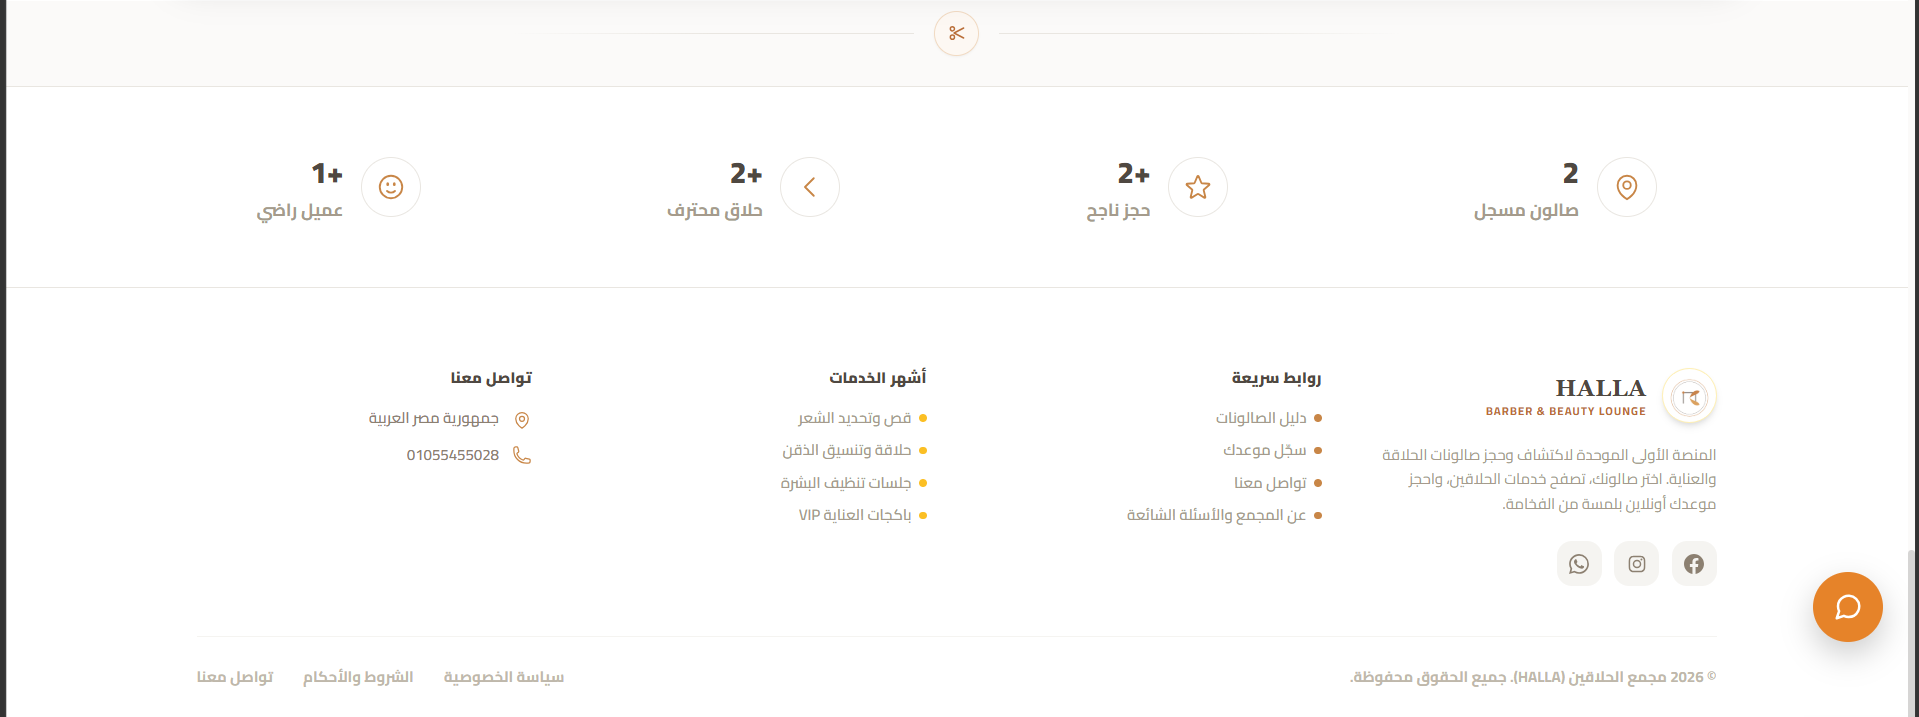 2
صالون مسجل
2+
حجز ناجح
2+
حلاق محترف
1+
عميل راضي
HALLA
BARBER & BEAUTY LOUNGE
المنصة الأولى الموحدة لاكتشاف وحجز صالونات الحلاقة
والعناية. اختر صالونك، تصفح خدمات الحلاقين، واحجز
موعدك أونلاين بلمسة من الفخامة.
روابط سريعة
دليل الصالونات
سجّل موعدك
تواصل معنا
عن المجمع والأسئلة الشائعة
أشهر الخدمات
قص وتحديد الشعر
حلاقة وتنسيق الذقن
جلسات تنظيف البشرة
باكجات العناية VIP
تواصل معنا
جمهورية مصر العربية
01055455028
© 2026 مجمع الحلاقين (HALLA). جميع الحقوق محفوظة.
سياسة الخصوصية
الشروط والأحكام
تواصل معنا